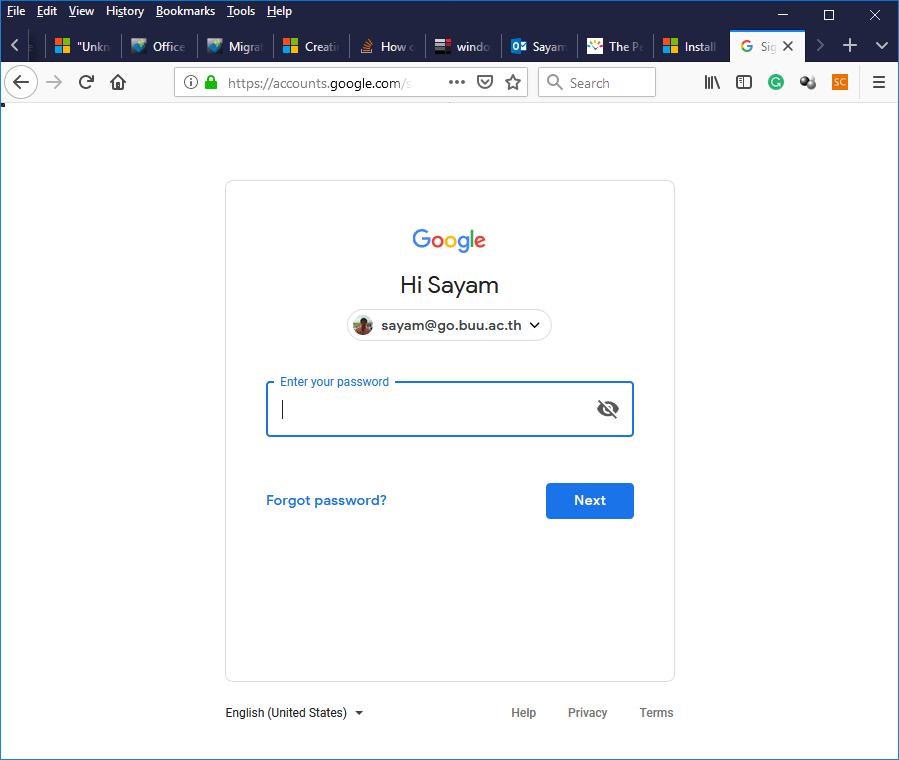 File Edit View History Bookmarks Tools Help
"Unkn Office Migrat Creatin How c windo Sayam The Pr Install Sig
https://accounts.google.com/s Search SC
Google
Hi Sayam
sayam@go.buu.ac.th
Enter your password
Forgot password? Next
English (United States) Help Privacy Terms